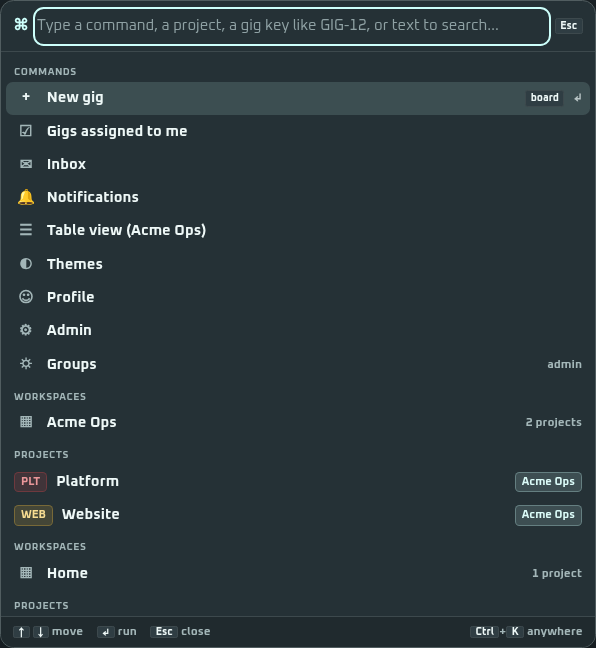 ⌘ Type a command, a project, a gig key like GIG-12, or text to search... Esc
COMMANDS
+ New gig board ↲
☑ Gigs assigned to me
✉ Inbox
🔔 Notifications
☰ Table view (Acme Ops)
◐ Themes
☺ Profile
⚙ Admin
⛭ Groups admin
WORKSPACES
▦ Acme Ops 2 projects
PROJECTS
PLT Platform Acme Ops
WEB Website Acme Ops
WORKSPACES
▦ Home 1 project
PROJECTS
↑ ↓ move ↲ run Esc close Ctrl + K anywhere